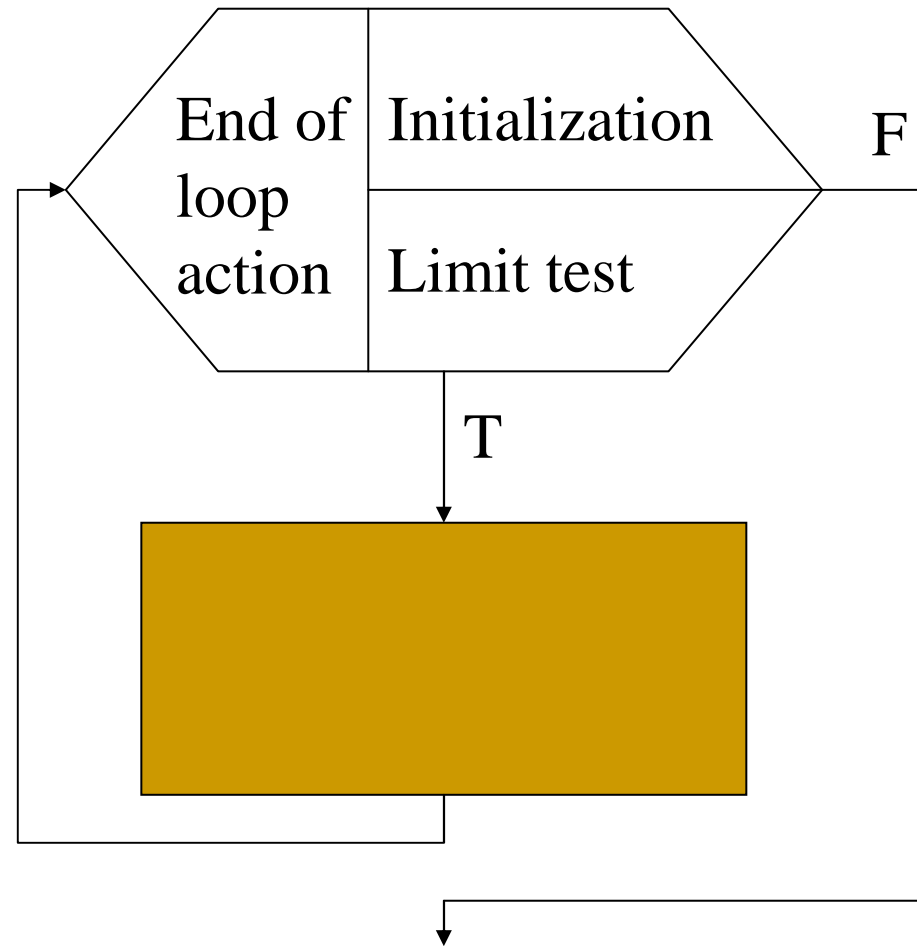 End of
loop
action
Initialization
Limit test
F
T